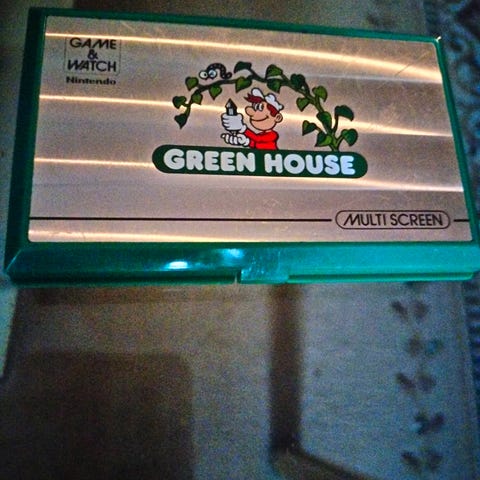 GAME
&
WATCH
Nintendo
GREEN HOUSE
MULTI SCREEN